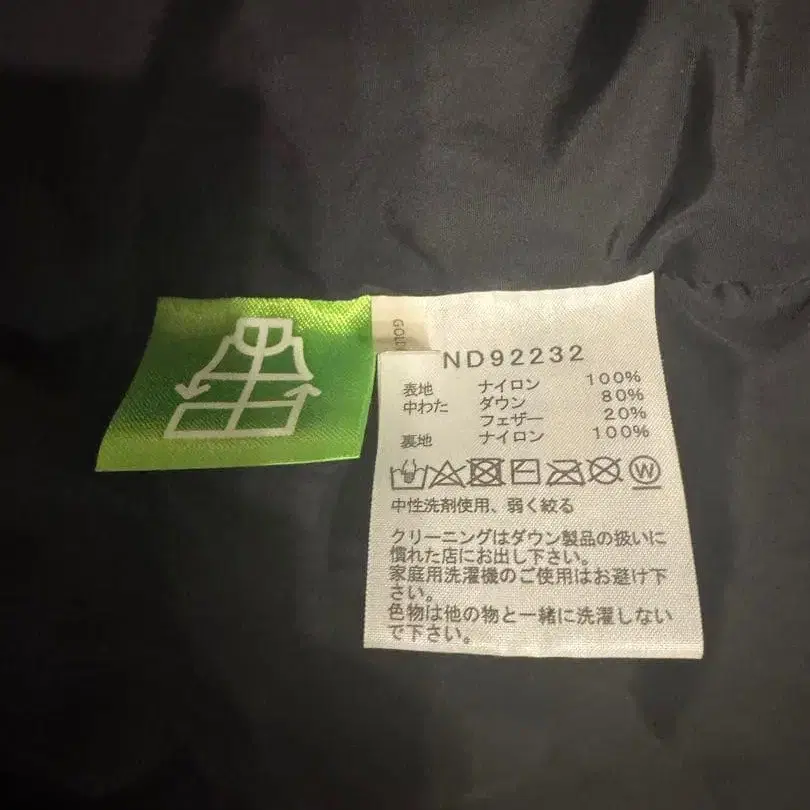 GOL
ND92232
表地 ナイロン 100%
中わた ダウン 80%
フェザー 20%
裏地 ナイロン 100%
W
中性洗剤使用、弱く絞る
クリーニングはダウン製品の扱いに
慣れた店にお出し下さい。
家庭用洗濯機のご使用はお避け下
さい。
色物は他の物と一緒に洗濯しない
で下さい。